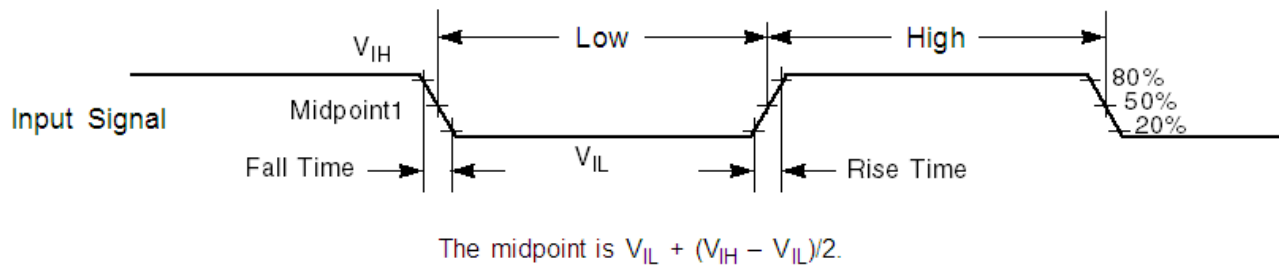 Low
High
V_IH
80%
Input Signal
Midpoint1
50%
20%
Fall Time
V_IL
Rise Time
The midpoint is V_IL + (V_IH – V_IL)/2.